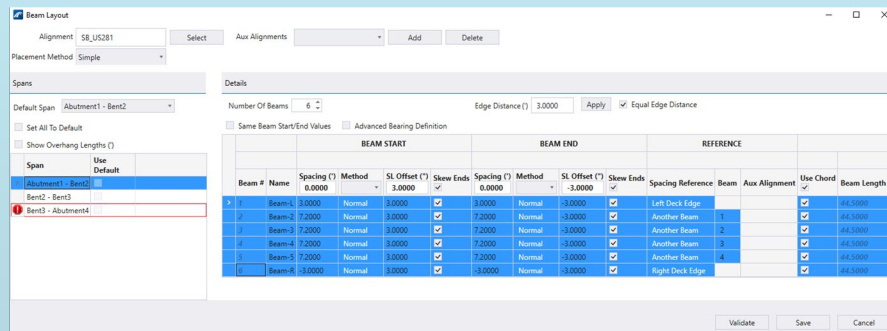 Beam Layout
Alignment SB_US281 Select Aux Alignments Add Delete
Placement Method Simple
Spans Details
Default Span Abutment1 - Bent2 Number Of Beams 6 Edge Distance (') 3.0000 Apply Equal Edge Distance
Set All To Default Same Beam Start/End Values Advanced Bearing Definition
Show Overhang Lengths (')
BEAM START BEAM END REFERENCE
Span Use Default
Beam # Name Spacing (') Method SL Offset (") Skew Ends Spacing (') Method SL Offset (") Skew Ends Spacing Reference Beam Aux Alignment Use Chord Beam Length
0.0000 3.0000 0.0000 -3.0000
Abutment1 - Bent2
Bent2 - Bent3
Bent3 - Abutment4
1 Beam-L 3.0000 Normal 3.0000 3.0000 Normal -3.0000 Left Deck Edge 44.5000
2 Beam-2 7.2000 Normal 3.0000 7.2000 Normal -3.0000 Another Beam 1 44.5000
3 Beam-3 7.2000 Normal 3.0000 7.2000 Normal -3.0000 Another Beam 2 44.5000
4 Beam-4 7.2000 Normal 3.0000 7.2000 Normal -3.0000 Another Beam 3 44.5000
5 Beam-5 7.2000 Normal 3.0000 7.2000 Normal -3.0000 Another Beam 4 44.5000
6 Beam-R -3.0000 Normal 3.0000 -3.0000 Normal -3.0000 Right Deck Edge 44.5000
Validate Save Cancel